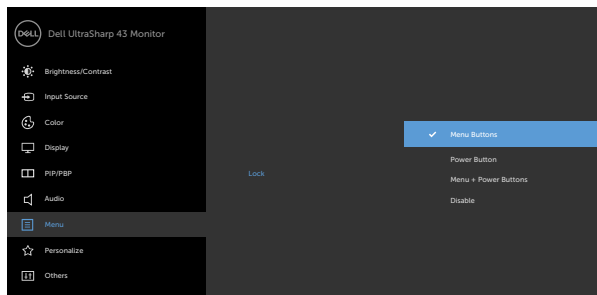 DELL Dell UltraSharp 43 Monitor
Brightness/Contrast
Input Source
Color
Display
PIP/PBP
Audio
Menu
Personalize
Others
Lock
Menu Buttons
Power Button
Menu + Power Buttons
Disable